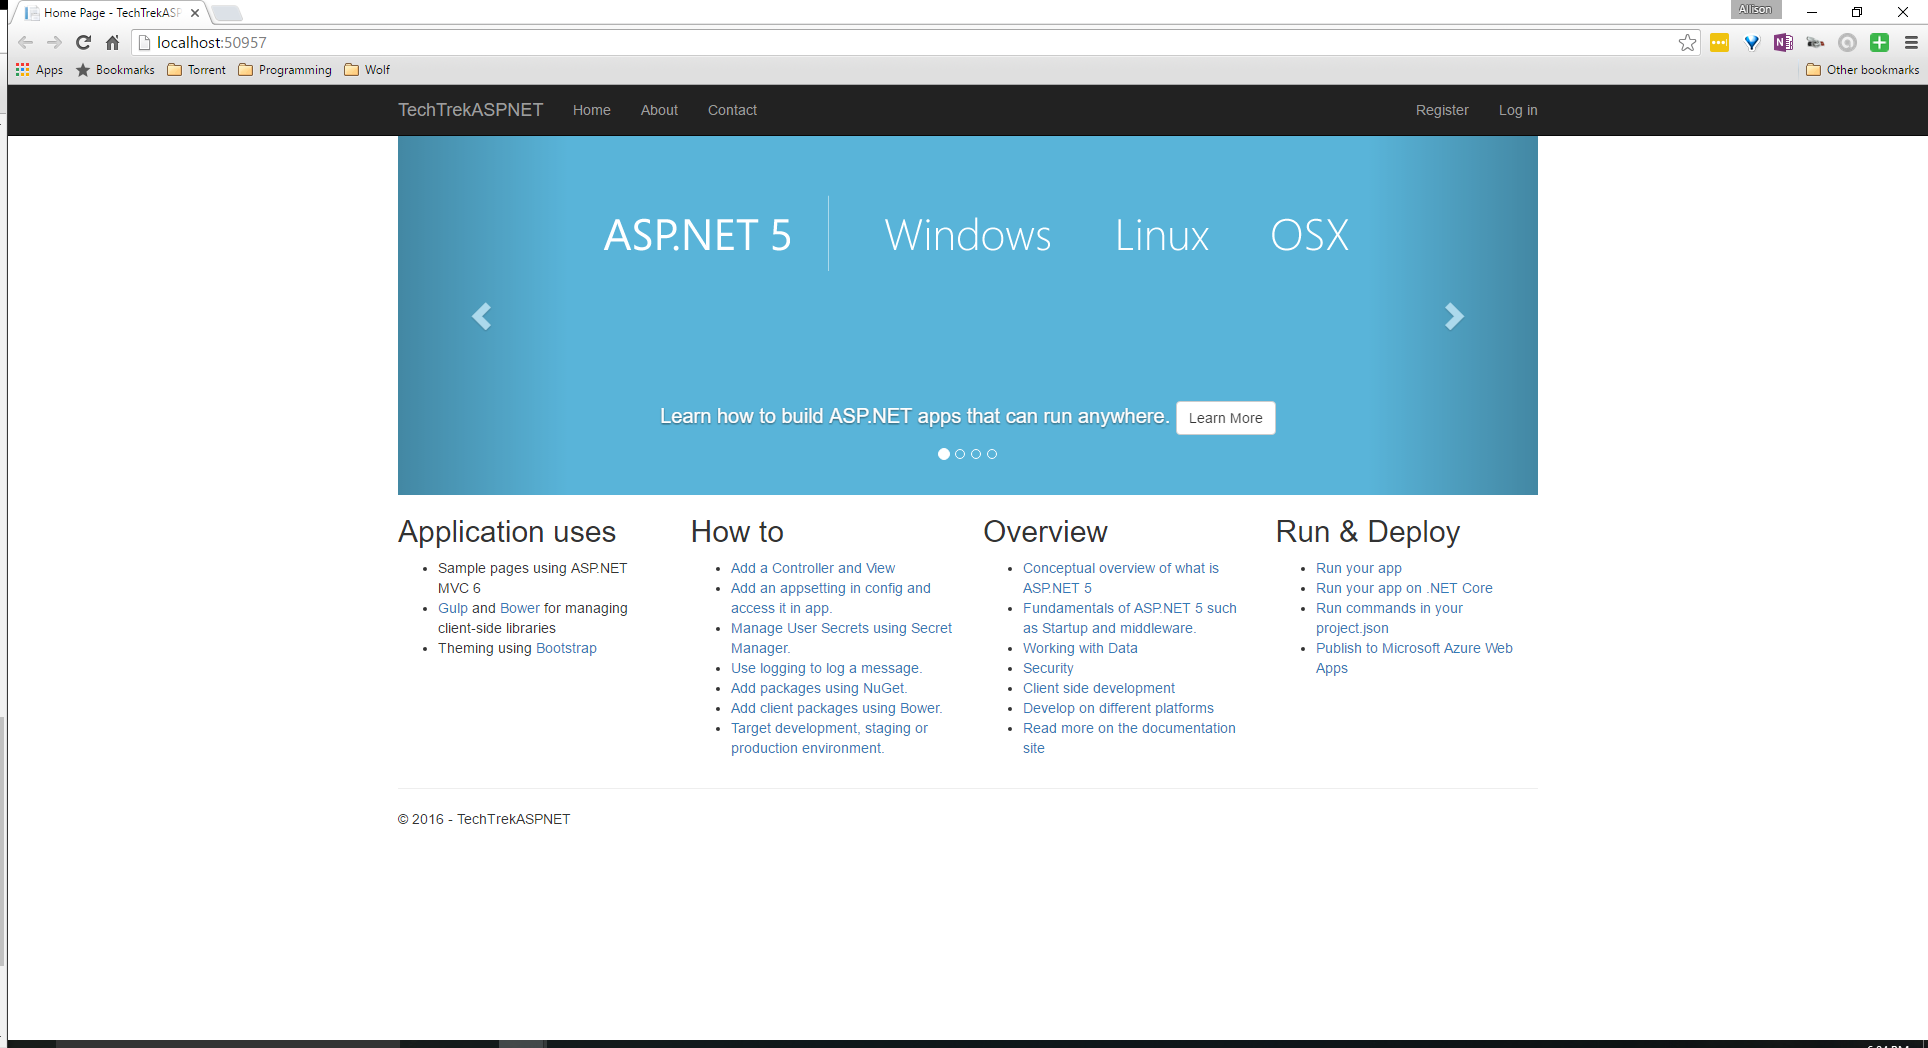 Home Page - TechTrekASP
Allison
localhost:50957
Apps Bookmarks Torrent Programming Wolf Other bookmarks
TechTrekASPNET Home About Contact Register Log in
ASP.NET 5 Windows Linux OSX
Learn how to build ASP.NET apps that can run anywhere. Learn More
Application uses
Sample pages using ASP.NET
MVC 6
Gulp and Bower for managing
client-side libraries
Theming using Bootstrap
How to
Add a Controller and View
Add an appsetting in config and
access it in app.
Manage User Secrets using Secret
Manager.
Use logging to log a message.
Add packages using NuGet.
Add client packages using Bower.
Target development, staging or
production environment.
Overview
Conceptual overview of what is
ASP.NET 5
Fundamentals of ASP.NET 5 such
as Startup and middleware.
Working with Data
Security
Client side development
Develop on different platforms
Read more on the documentation
site
Run & Deploy
Run your app
Run your app on .NET Core
Run commands in your
project.json
Publish to Microsoft Azure Web
Apps
© 2016 - TechTrekASPNET